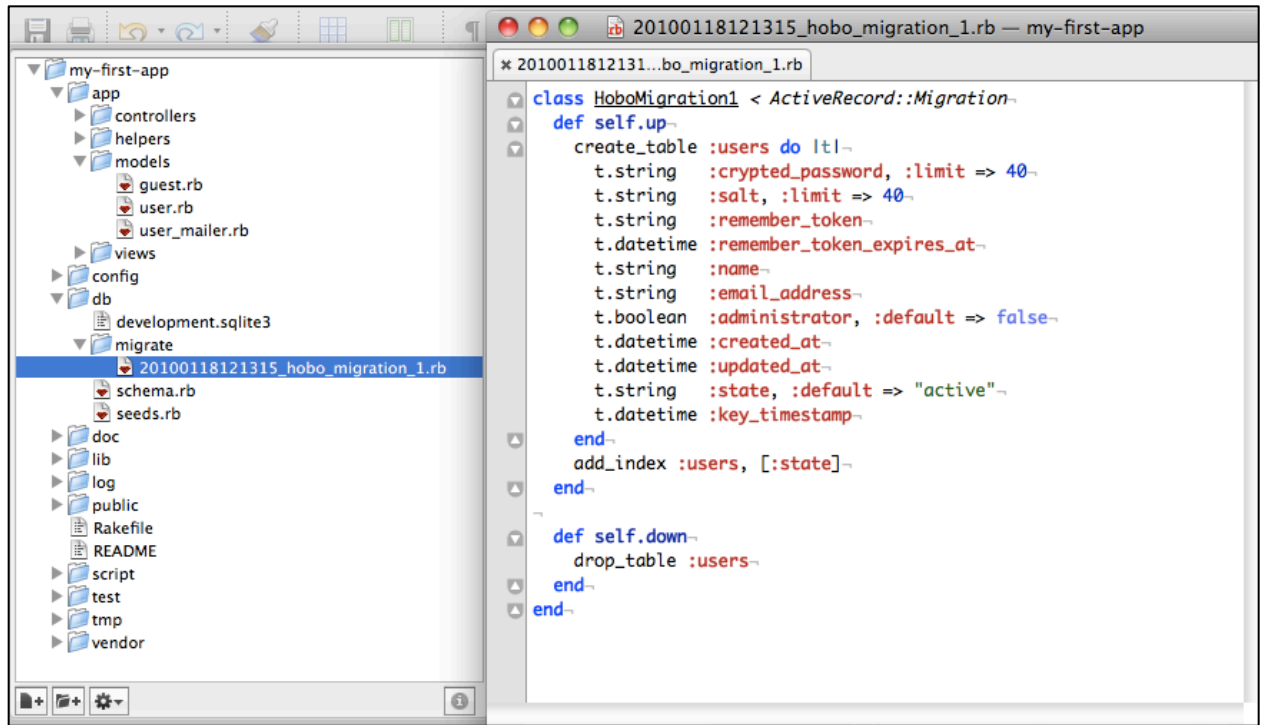 my-first-app
app
controllers
helpers
models
guest.rb
user.rb
user_mailer.rb
views
config
db
development.sqlite3
migrate
20100118121315_hobo_migration_1.rb
schema.rb
seeds.rb
doc
lib
log
public
Rakefile
README
script
test
tmp
vendor
20100118121315_hobo_migration_1.rb — my-first-app
2010011812131...bo_migration_1.rb
class HoboMigration1 < ActiveRecord::Migration¬
def self.up¬
create_table :users do |t|¬
t.string :crypted_password, :limit => 40¬
t.string :salt, :limit => 40¬
t.string :remember_token¬
t.datetime :remember_token_expires_at¬
t.string :name¬
t.string :email_address¬
t.boolean :administrator, :default => false¬
t.datetime :created_at¬
t.datetime :updated_at¬
t.string :state, :default => "active"¬
t.datetime :key_timestamp¬
end¬
add_index :users, [:state]¬
end¬
¬
def self.down¬
drop_table :users¬
end¬
end¬